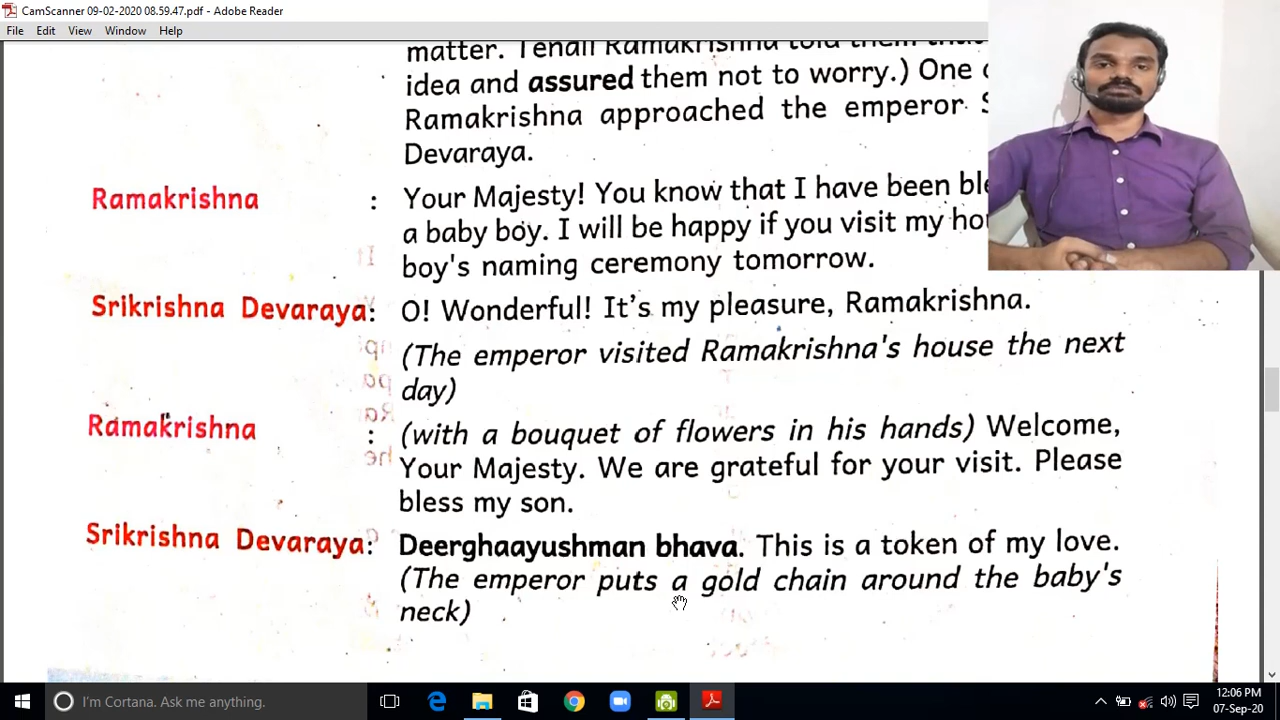 CamScanner 09-02-2020 08.59.47.pdf - Adobe Reader
File Edit View Window Help
matter. Tenali Ramakrishna told them that
idea and assured them not to worry.) One
Ramakrishna approached the emperor S
Devaraya.
Ramakrishna : Your Majesty! You know that I have been
a baby boy. I will be happy if you visit my
boy's naming ceremony tomorrow.
Srikrishna Devaraya: O! Wonderful! It's my pleasure, Ramakrishna.
(The emperor visited Ramakrishna's house the next
day)
Ramakrishna : (with a bouquet of flowers in his hands) Welcome,
Your Majesty. We are grateful for your visit. Please
bless my son.
Srikrishna Devaraya: Deerghaayushman bhava. This is a token of my love.
(The emperor puts a gold chain around the baby's
neck)
I'm Cortana. Ask me anything.
12:06 PM
07-Sep-20